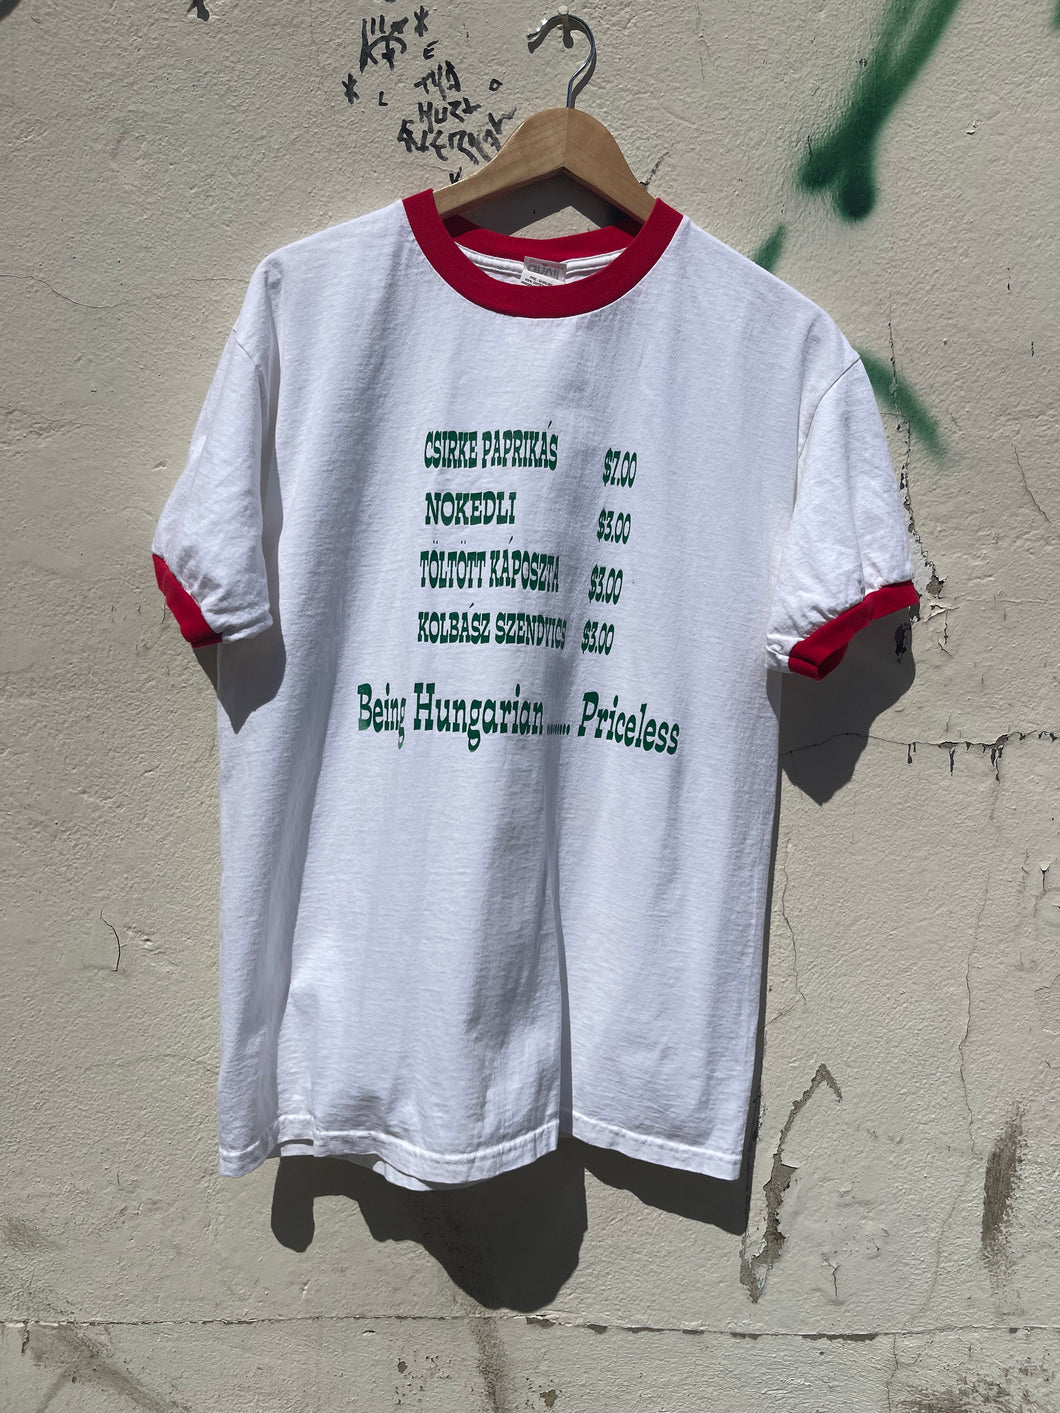 CSIRKE PAPRIKÁS $7.00
NOKEDLI $3.00
TÖLTÖTT KÁPOSZTA $3.00
KOLBÁSZ SZENDVICS $3.00
Being Hungarian ....... Priceless